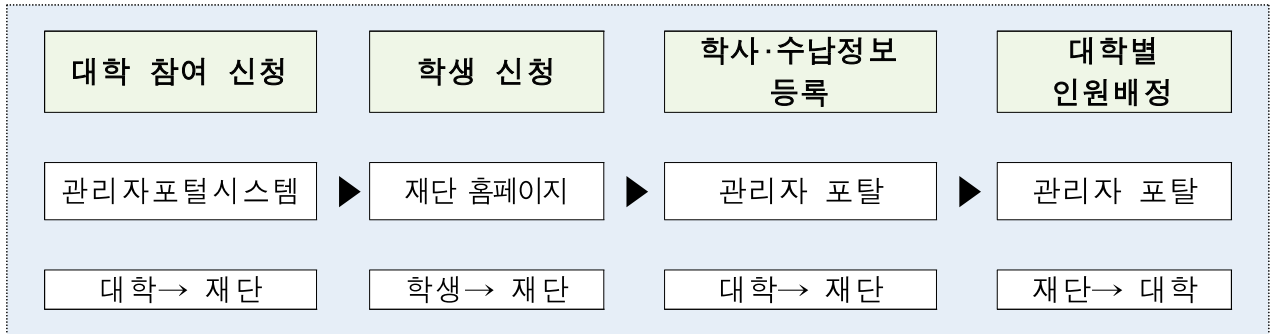 대학 참여 신청
학생 신청
학사·수납정보
등록
대학별
인원배정
관리자포털시스템
▶
재단 홈페이지
▶
관리자 포탈
▶
관리자 포탈
대학→ 재단
학생→ 재단
대학→ 재단
재단→ 대학